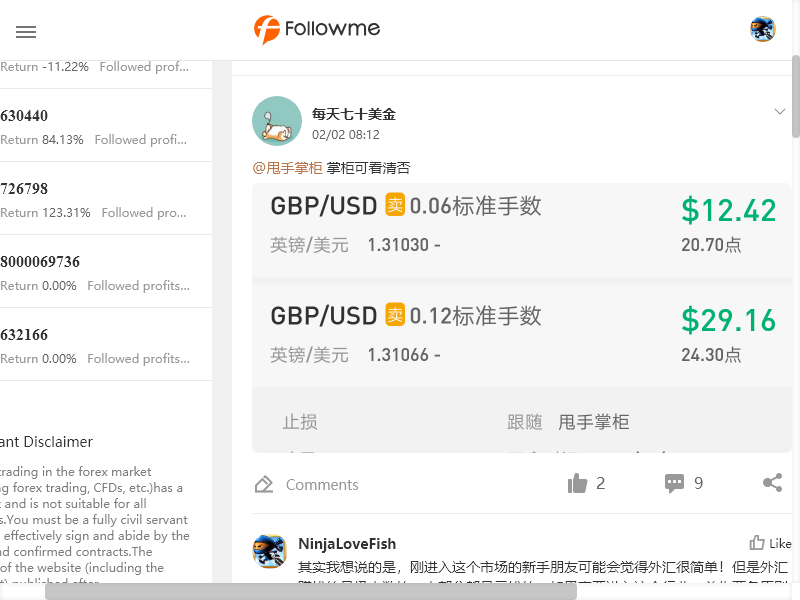 Followme
Return -11.22% Followed prof...
630440
Return 84.13% Followed profi...
726798
Return 123.31% Followed pro...
8000069736
Return 0.00% Followed profits...
632166
Return 0.00% Followed profits...
ant Disclaimer
trading in the forex market
g forex trading, CFDs, etc.)has a
and is not suitable for all
s.You must be a fully civil servant
effectively sign and abide by the
nd confirmed contracts.The
of the website (including the
每天七十美金
02/02 08:12
@甩手掌柜 掌柜可看清否
GBP/USD 卖 0.06标准手数 $12.42
英镑/美元 1.31030 - 20.70点
GBP/USD 卖 0.12标准手数 $29.16
英镑/美元 1.31066 - 24.30点
止损 跟随 甩手掌柜
Comments 2 9
NinjaLoveFish Like
其实我想说的是，刚进入这个市场的新手朋友可能会觉得外汇很简单！但是外汇